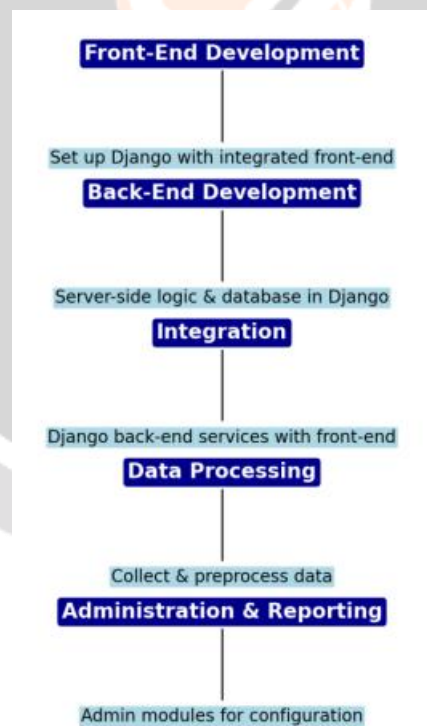 Front-End Development
Set up Django with integrated front-end
Back-End Development
Server-side logic & database in Django
Integration
Django back-end services with front-end
Data Processing
Collect & preprocess data
Administration & Reporting
Admin modules for configuration